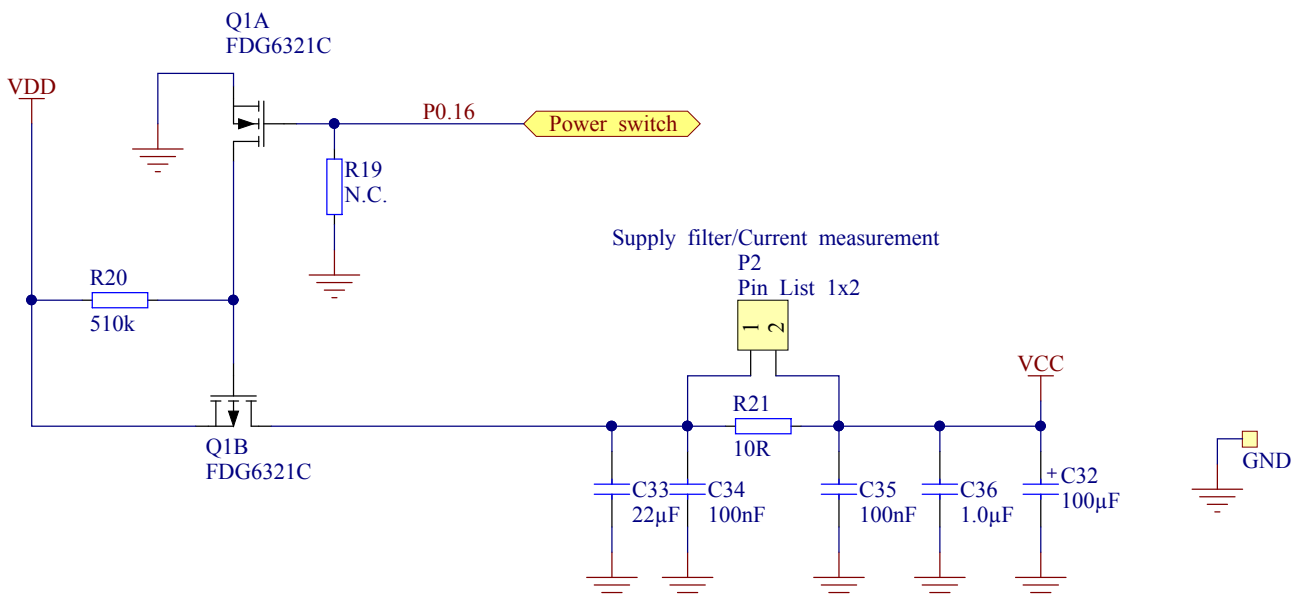 Q1A
FDG6321C
VDD
P0.16
Power switch
R19
N.C.
Supply filter/Current measurement
P2
Pin List 1x2
1
2
R20
510k
VCC
R21
10R
Q1B
FDG6321C
GND
C33
22µF
C34
100nF
C35
100nF
C36
1.0µF
+
C32
100µF